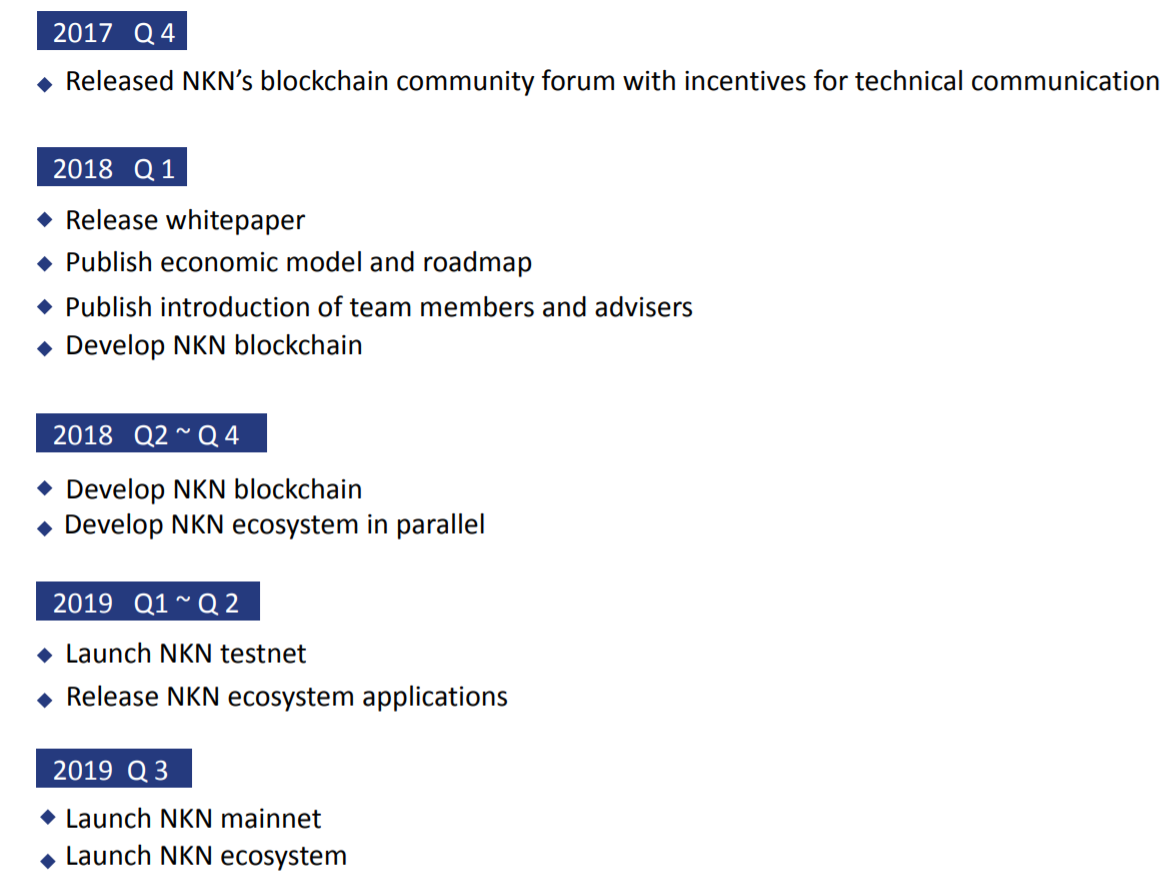 2017 Q 4
◆ Released NKN’s blockchain community forum with incentives for technical communication
2018 Q 1
◆ Release whitepaper
◆ Publish economic model and roadmap
◆ Publish introduction of team members and advisers
◆ Develop NKN blockchain
2018 Q2 ~ Q 4
◆ Develop NKN blockchain
◆ Develop NKN ecosystem in parallel
2019 Q1 ~ Q 2
◆ Launch NKN testnet
◆ Release NKN ecosystem applications
2019 Q 3
◆ Launch NKN mainnet
◆ Launch NKN ecosystem